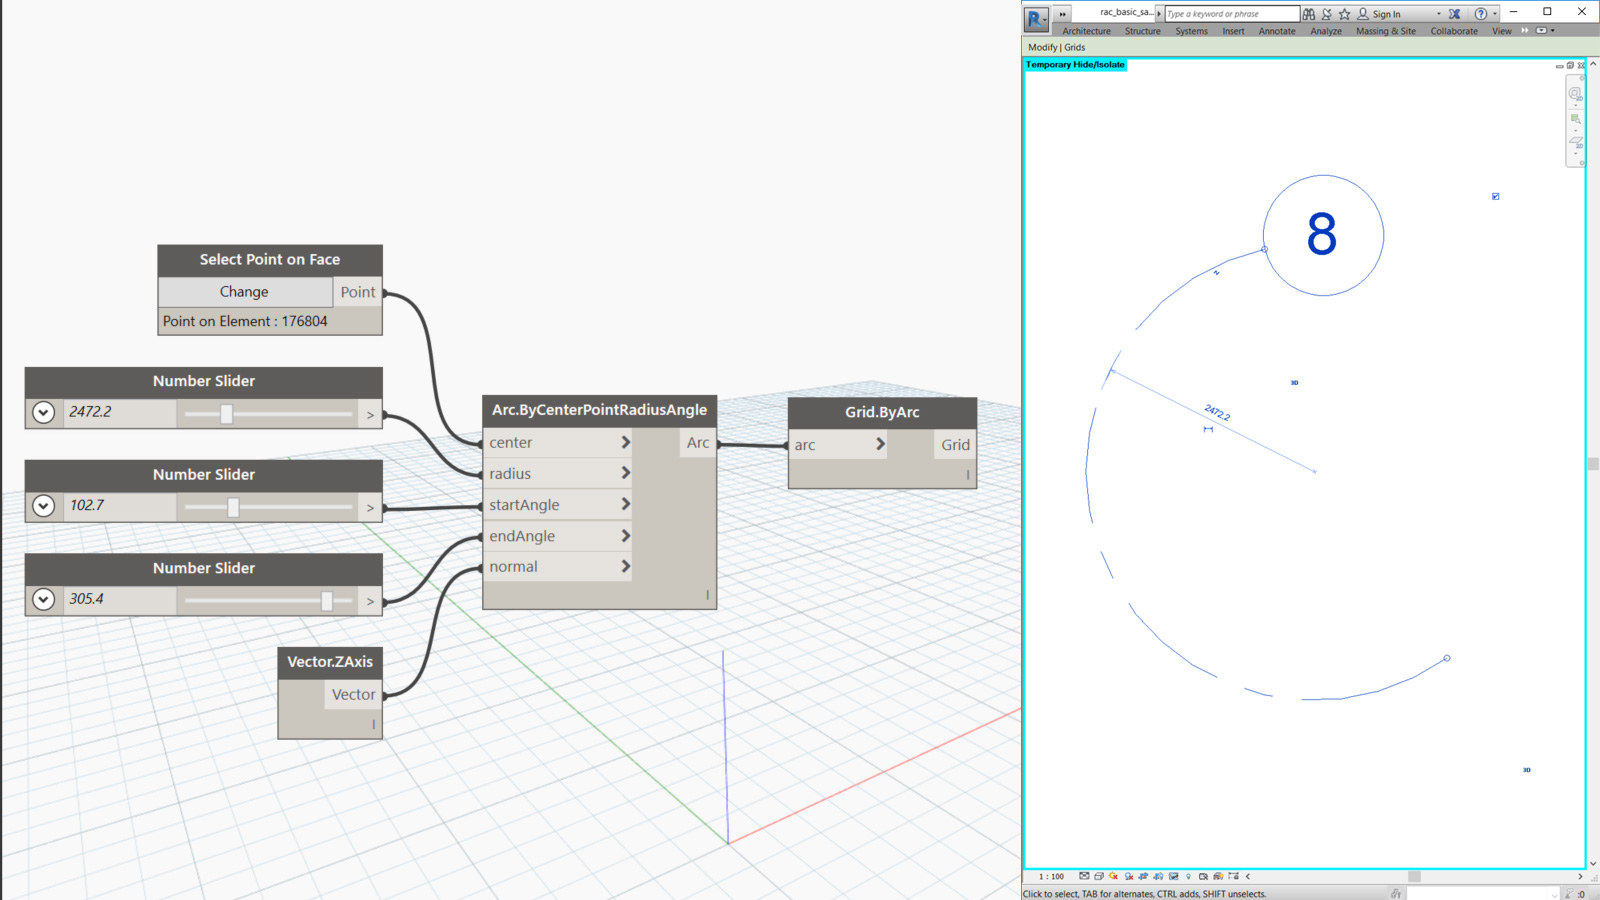 Select Point on Face
Change
Point
Point on Element : 176804
Number Slider
2472.2
>
Number Slider
102.7
>
Number Slider
305.4
>
Vector.ZAxis
Vector
Arc.ByCenterPointRadiusAngle
center
Arc
radius
startAngle
endAngle
normal
Grid.ByArc
arc
Grid
rac_basic_sa...
Type a keyword or phrase
Sign In
Architecture Structure Systems Insert Annotate Analyze Massing & Site Collaborate View
Modify | Grids
Temporary Hide/Isolate
8
3D
2472.2
3D
1 : 100
Click to select, TAB for alternates, CTRL adds, SHIFT unselects.
:0